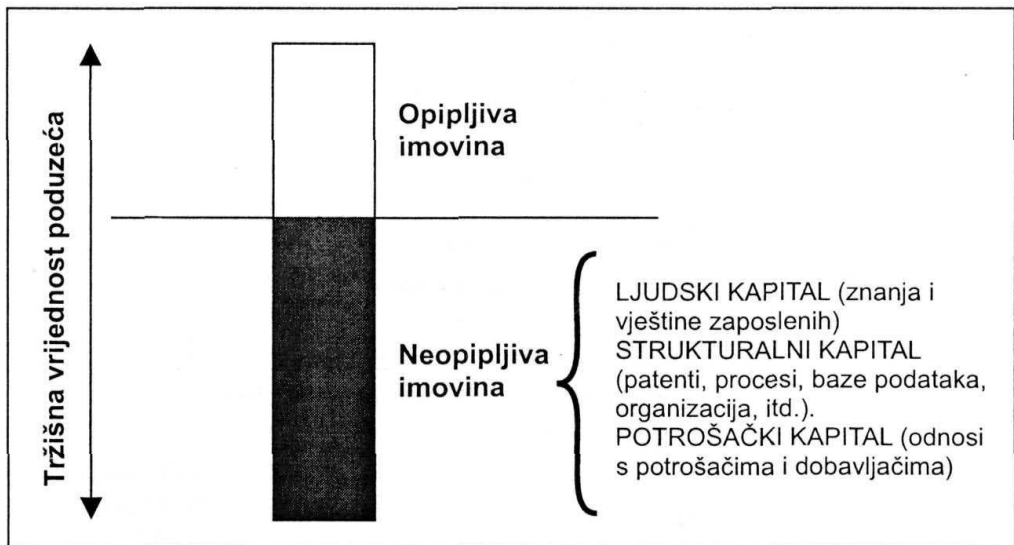 Tržišna vrijednost poduzeća
Opipljiva
imovina
Neopipljiva
imovina
LJUDSKI KAPITAL (znanja i
vještine zaposlenih)
STRUKTURALNI KAPITAL
(patenti, procesi, baze podataka,
organizacija, itd.).
POTROŠAČKI KAPITAL (odnosi
s potrošačima i dobavljačima)